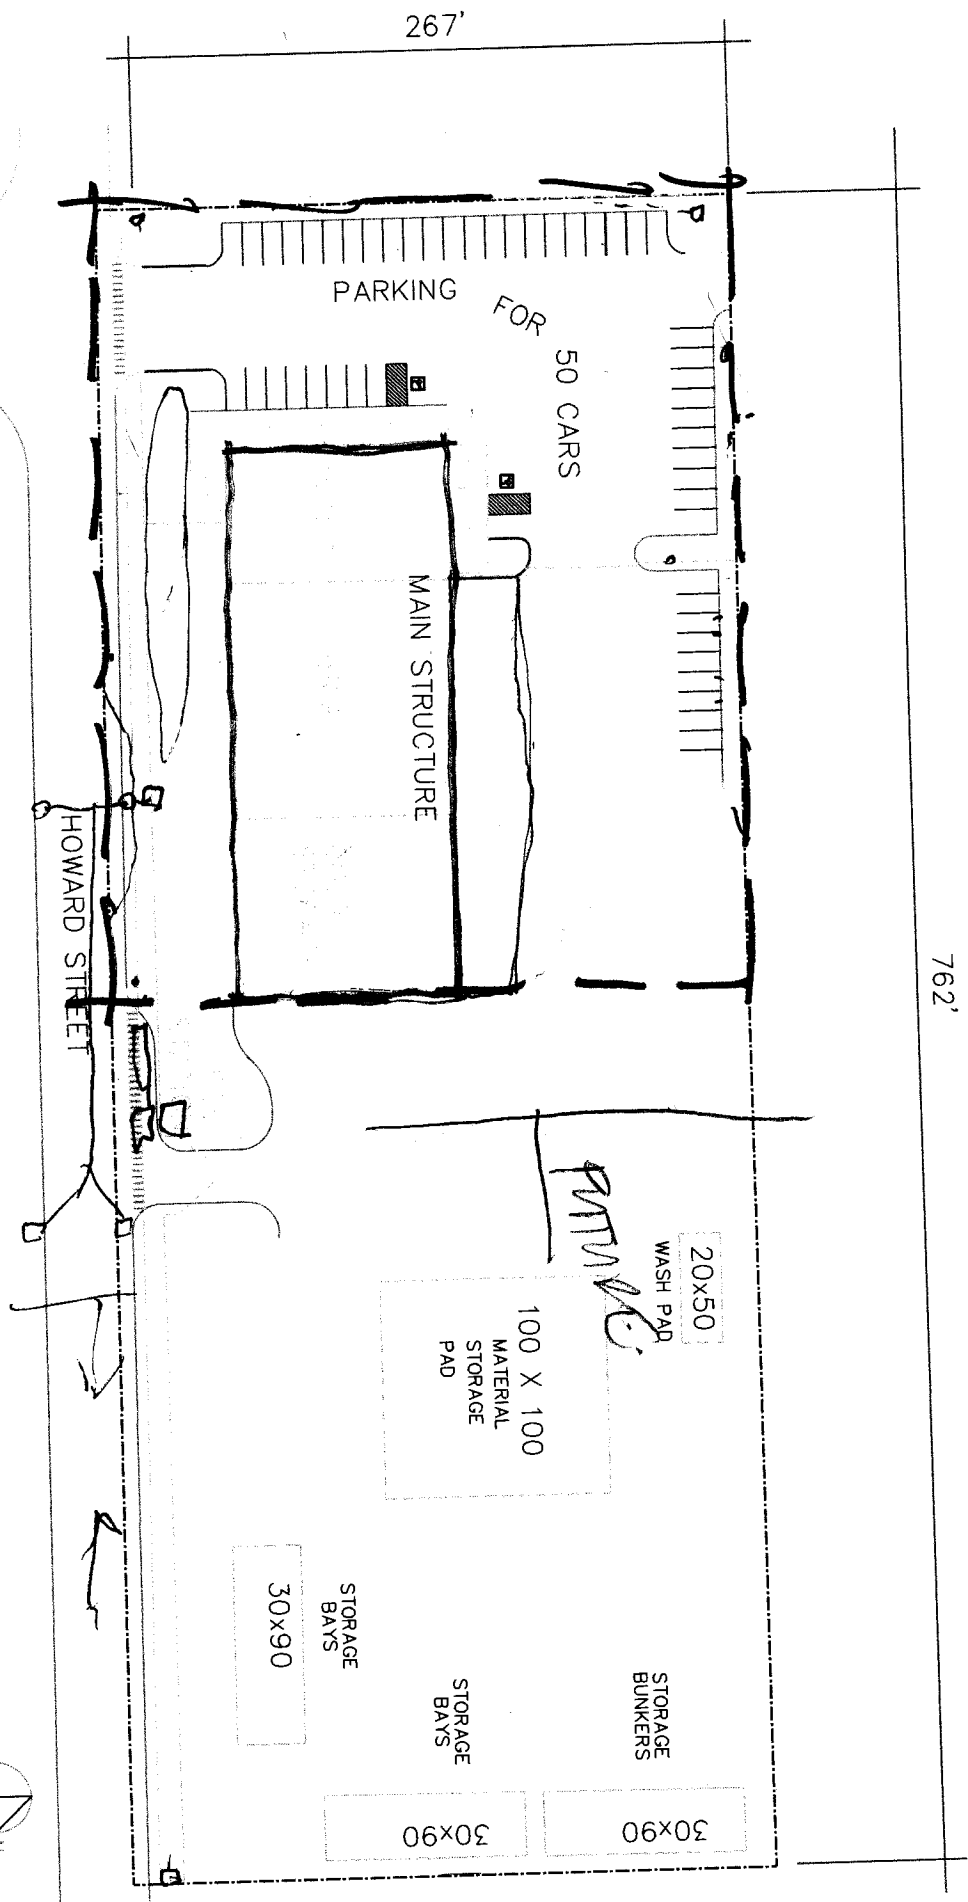 267'
762'
PARKING
FOR
50 CARS
MAIN STRUCTURE
HOWARD STREET
20x50
WASH PAD
100 X 100
MATERIAL
STORAGE
PAD
STORAGE
BAYS
30x90
STORAGE
BAYS
30x90
STORAGE
BUNKERS
30x90